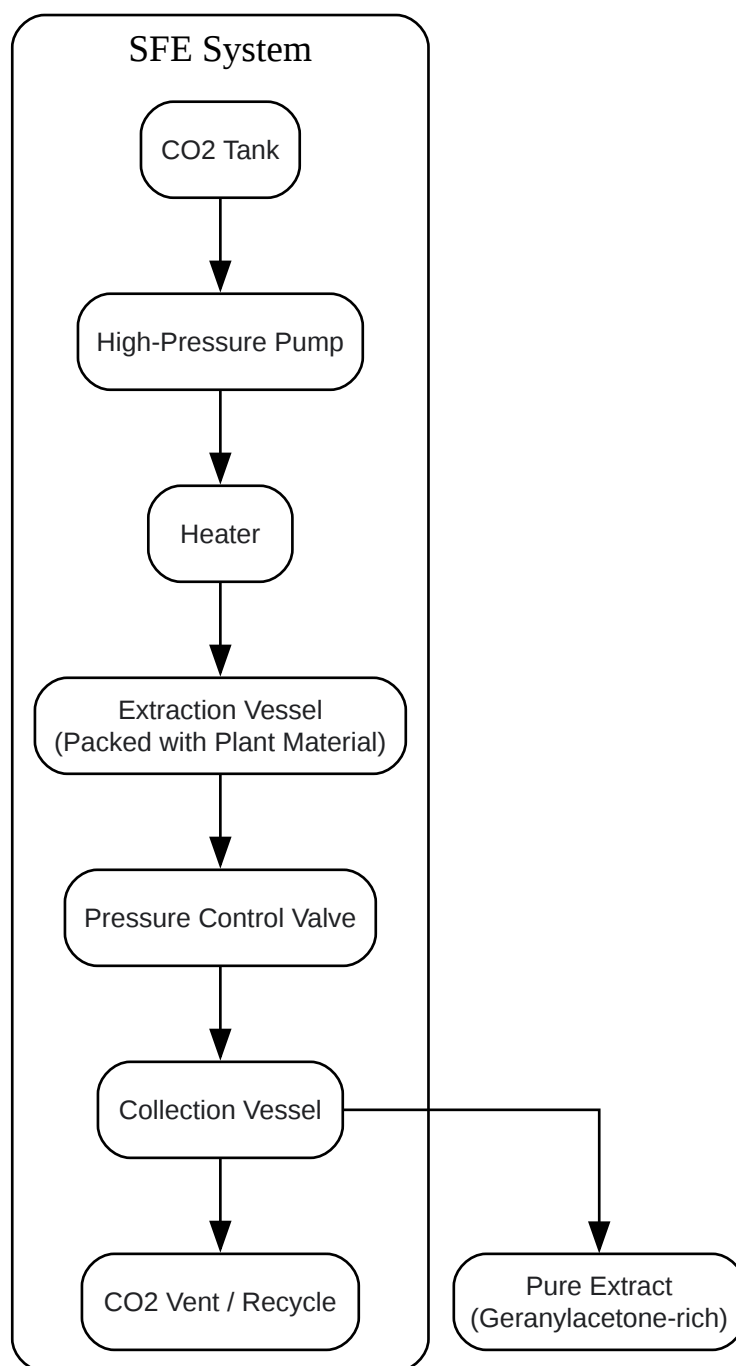 SFE System
CO2 Tank
High-Pressure Pump
Heater
Extraction Vessel
(Packed with Plant Material)
Pressure Control Valve
Collection Vessel
CO2 Vent / Recycle
Pure Extract
(Geranylacetone-rich)